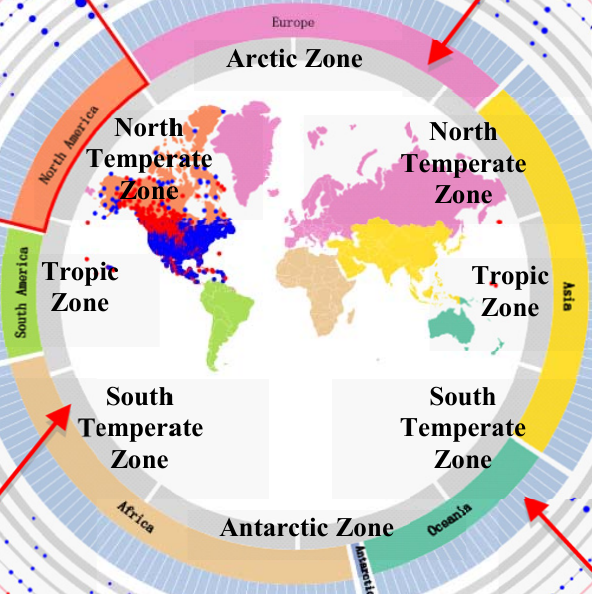 Europe
Arctic Zone
North America
North
Temperate
Zone
North
Temperate
Zone
South America
Tropic
Zone
Tropic
Zone
Asia
South
Temperate
Zone
South
Temperate
Zone
Africa
Antarctic Zone
Oceania
Antarctic